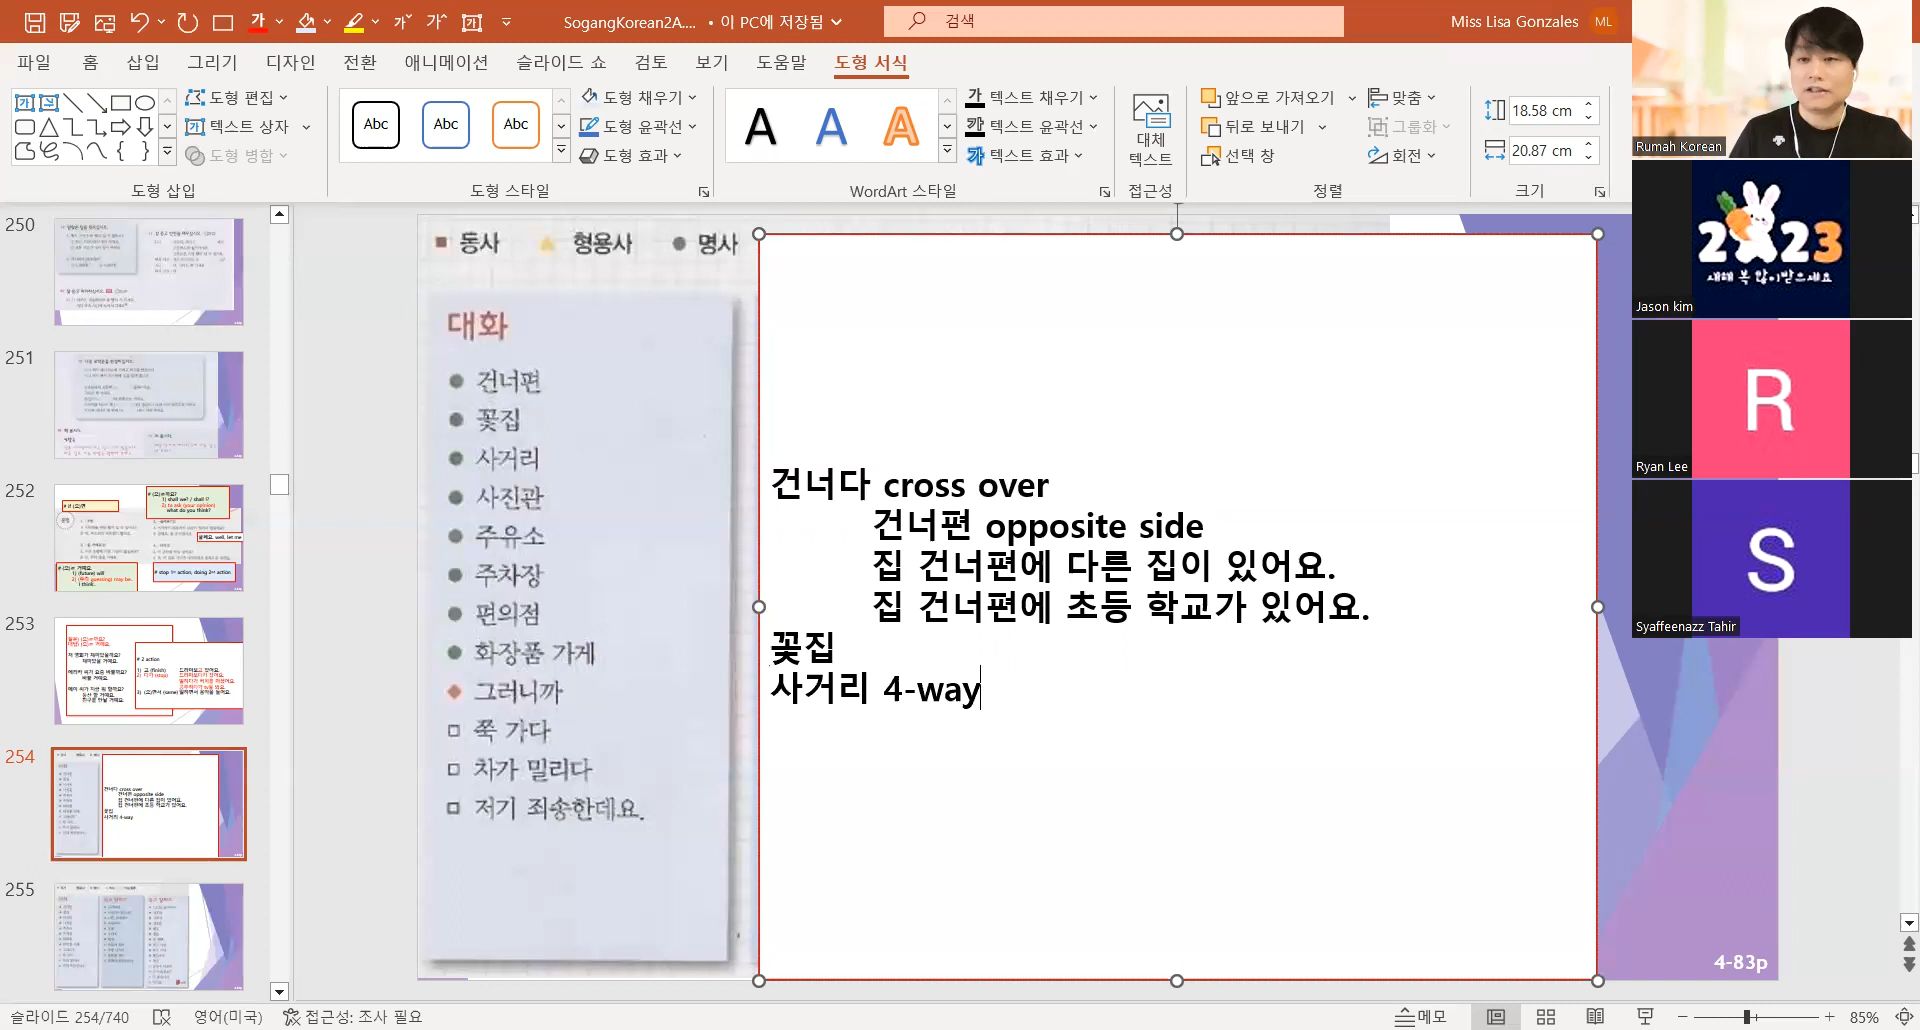 SogangKorean2A.... • 이 PC에 저장됨
검색
Miss Lisa Gonzales ML
파일 홈 삽입 그리기 디자인 전환 애니메이션 슬라이드 쇼 검토 보기 도움말 도형 서식
도형 편집
텍스트 상자
도형 병합
도형 삽입
Abc Abc Abc
도형 채우기
도형 윤곽선
도형 효과
도형 스타일
A A A
텍스트 채우기
텍스트 윤곽선
텍스트 효과
WordArt 스타일
대체
텍스트
접근성
앞으로 가져오기
뒤로 보내기
선택 창
맞춤
그룹화
회전
정렬
18.58 cm
20.87 cm
크기
Rumah Korean
2023
새해 복 많이받으세요
Jason kim
R
Ryan Lee
S
Syaffeenazz Tahir
250
251
252
253
254
255
동사 형용사 명사
대화
건너편
꽃집
사거리
사진관
주유소
주차장
편의점
화장품 가게
그러니까
쭉 가다
차가 밀리다
저기 죄송한데요.
건너다 cross over
건너편 opposite side
집 건너편에 다른 집이 있어요.
집 건너편에 초등 학교가 있어요.
꽃집
사거리 4-way
4-83p
슬라이드 254/740 영어(미국) 접근성: 조사 필요
메모
85%